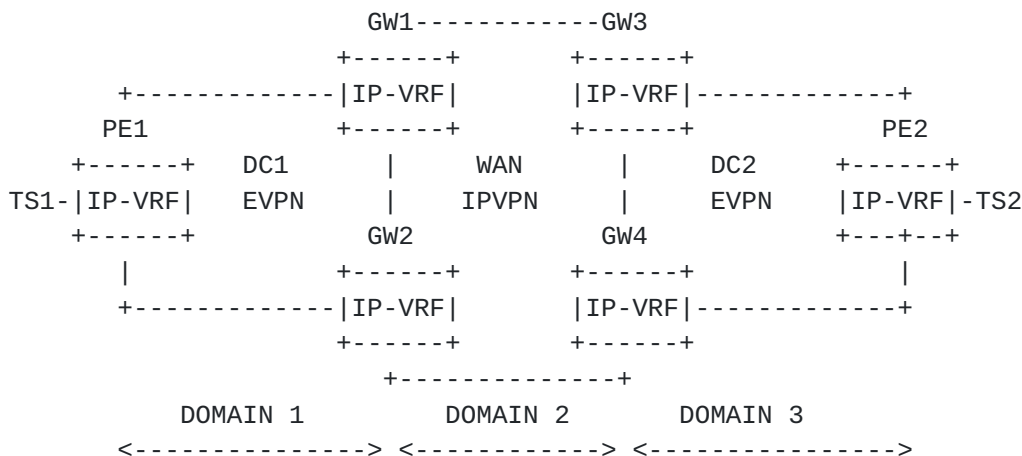 GW1------------GW3
                    +------+       +------+
       +-------------|IP-VRF|       |IP-VRF|-------------+
      PE1           +------+       +------+            PE2
    +------+   DC1      |     WAN      |     DC2     +------+
TS1-|IP-VRF|   EVPN     |    IPVPN     |     EVPN    |IP-VRF|-TS2
    +------+           GW2            GW4            +---+--+
       |            +------+       +------+              |
       +-------------|IP-VRF|       |IP-VRF|-------------+
                    +------+       +------+
                       +--------------+
           DOMAIN 1        DOMAIN 2      DOMAIN 3
       <---------------> <------------> <---------------->